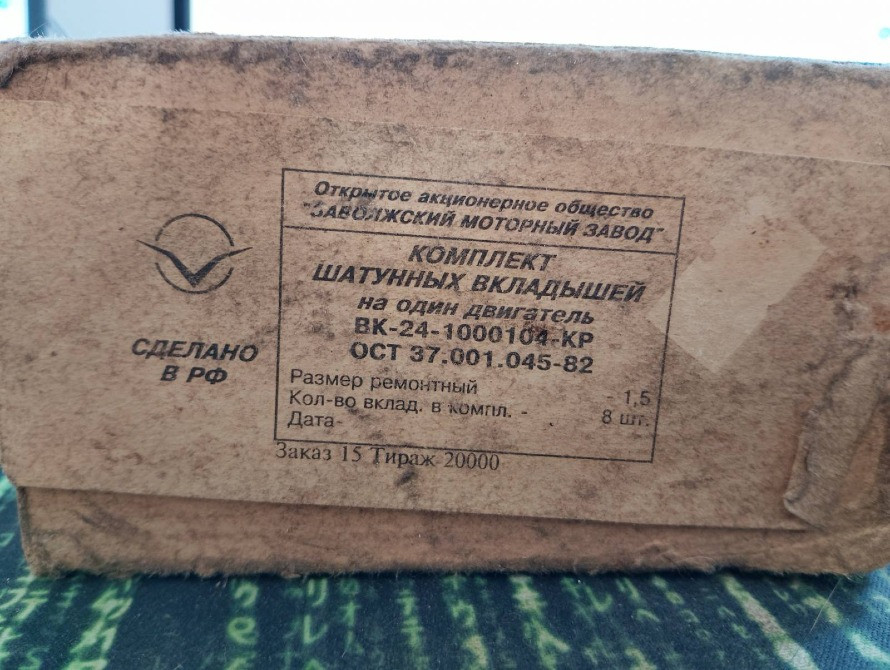 Открытое акционерное общество
"ЗАВОЛЖСКИЙ МОТОРНЫЙ ЗАВОД"
КОМПЛЕКТ
ШАТУННЫХ ВКЛАДЫШЕЙ
на один двигатель
ВК-24-1000104-КР
ОСТ 37.001.045-82
Размер ремонтный - 1,5
Кол-во вклад. в компл. - 8 шт.
Дата-
Заказ 15 Тираж 20000
СДЕЛАНО
В РФ